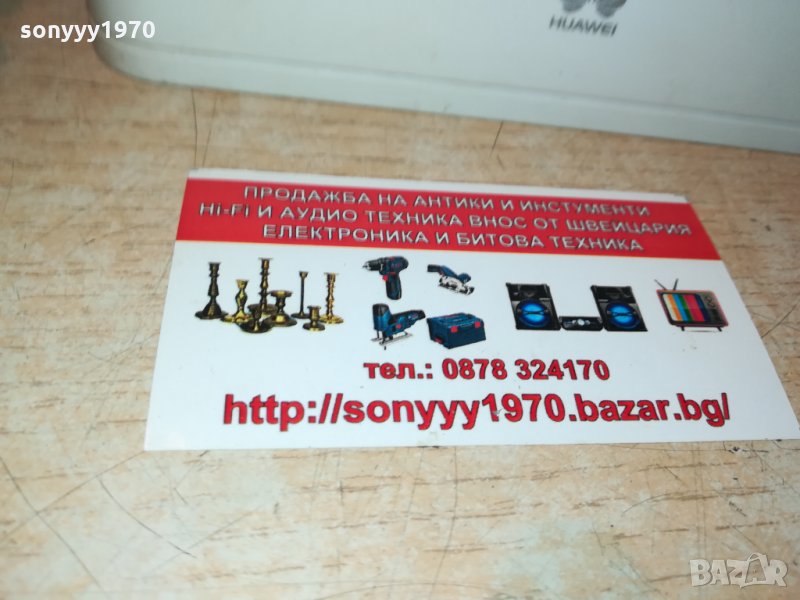 sonyyy1970
HUAWEI
ПРОДАЖБА НА АНТИКИ И ИНСТУМЕНТИ
Hi-Fi И АУДИО ТЕХНИКА ВНОС ОТ ШВЕЙЦАРИЯ
ЕЛЕКТРОНИКА И БИТОВА ТЕХНИКА
тел.: 0878 324170
http://sonyyy1970.bazar.bg/
BAZAR